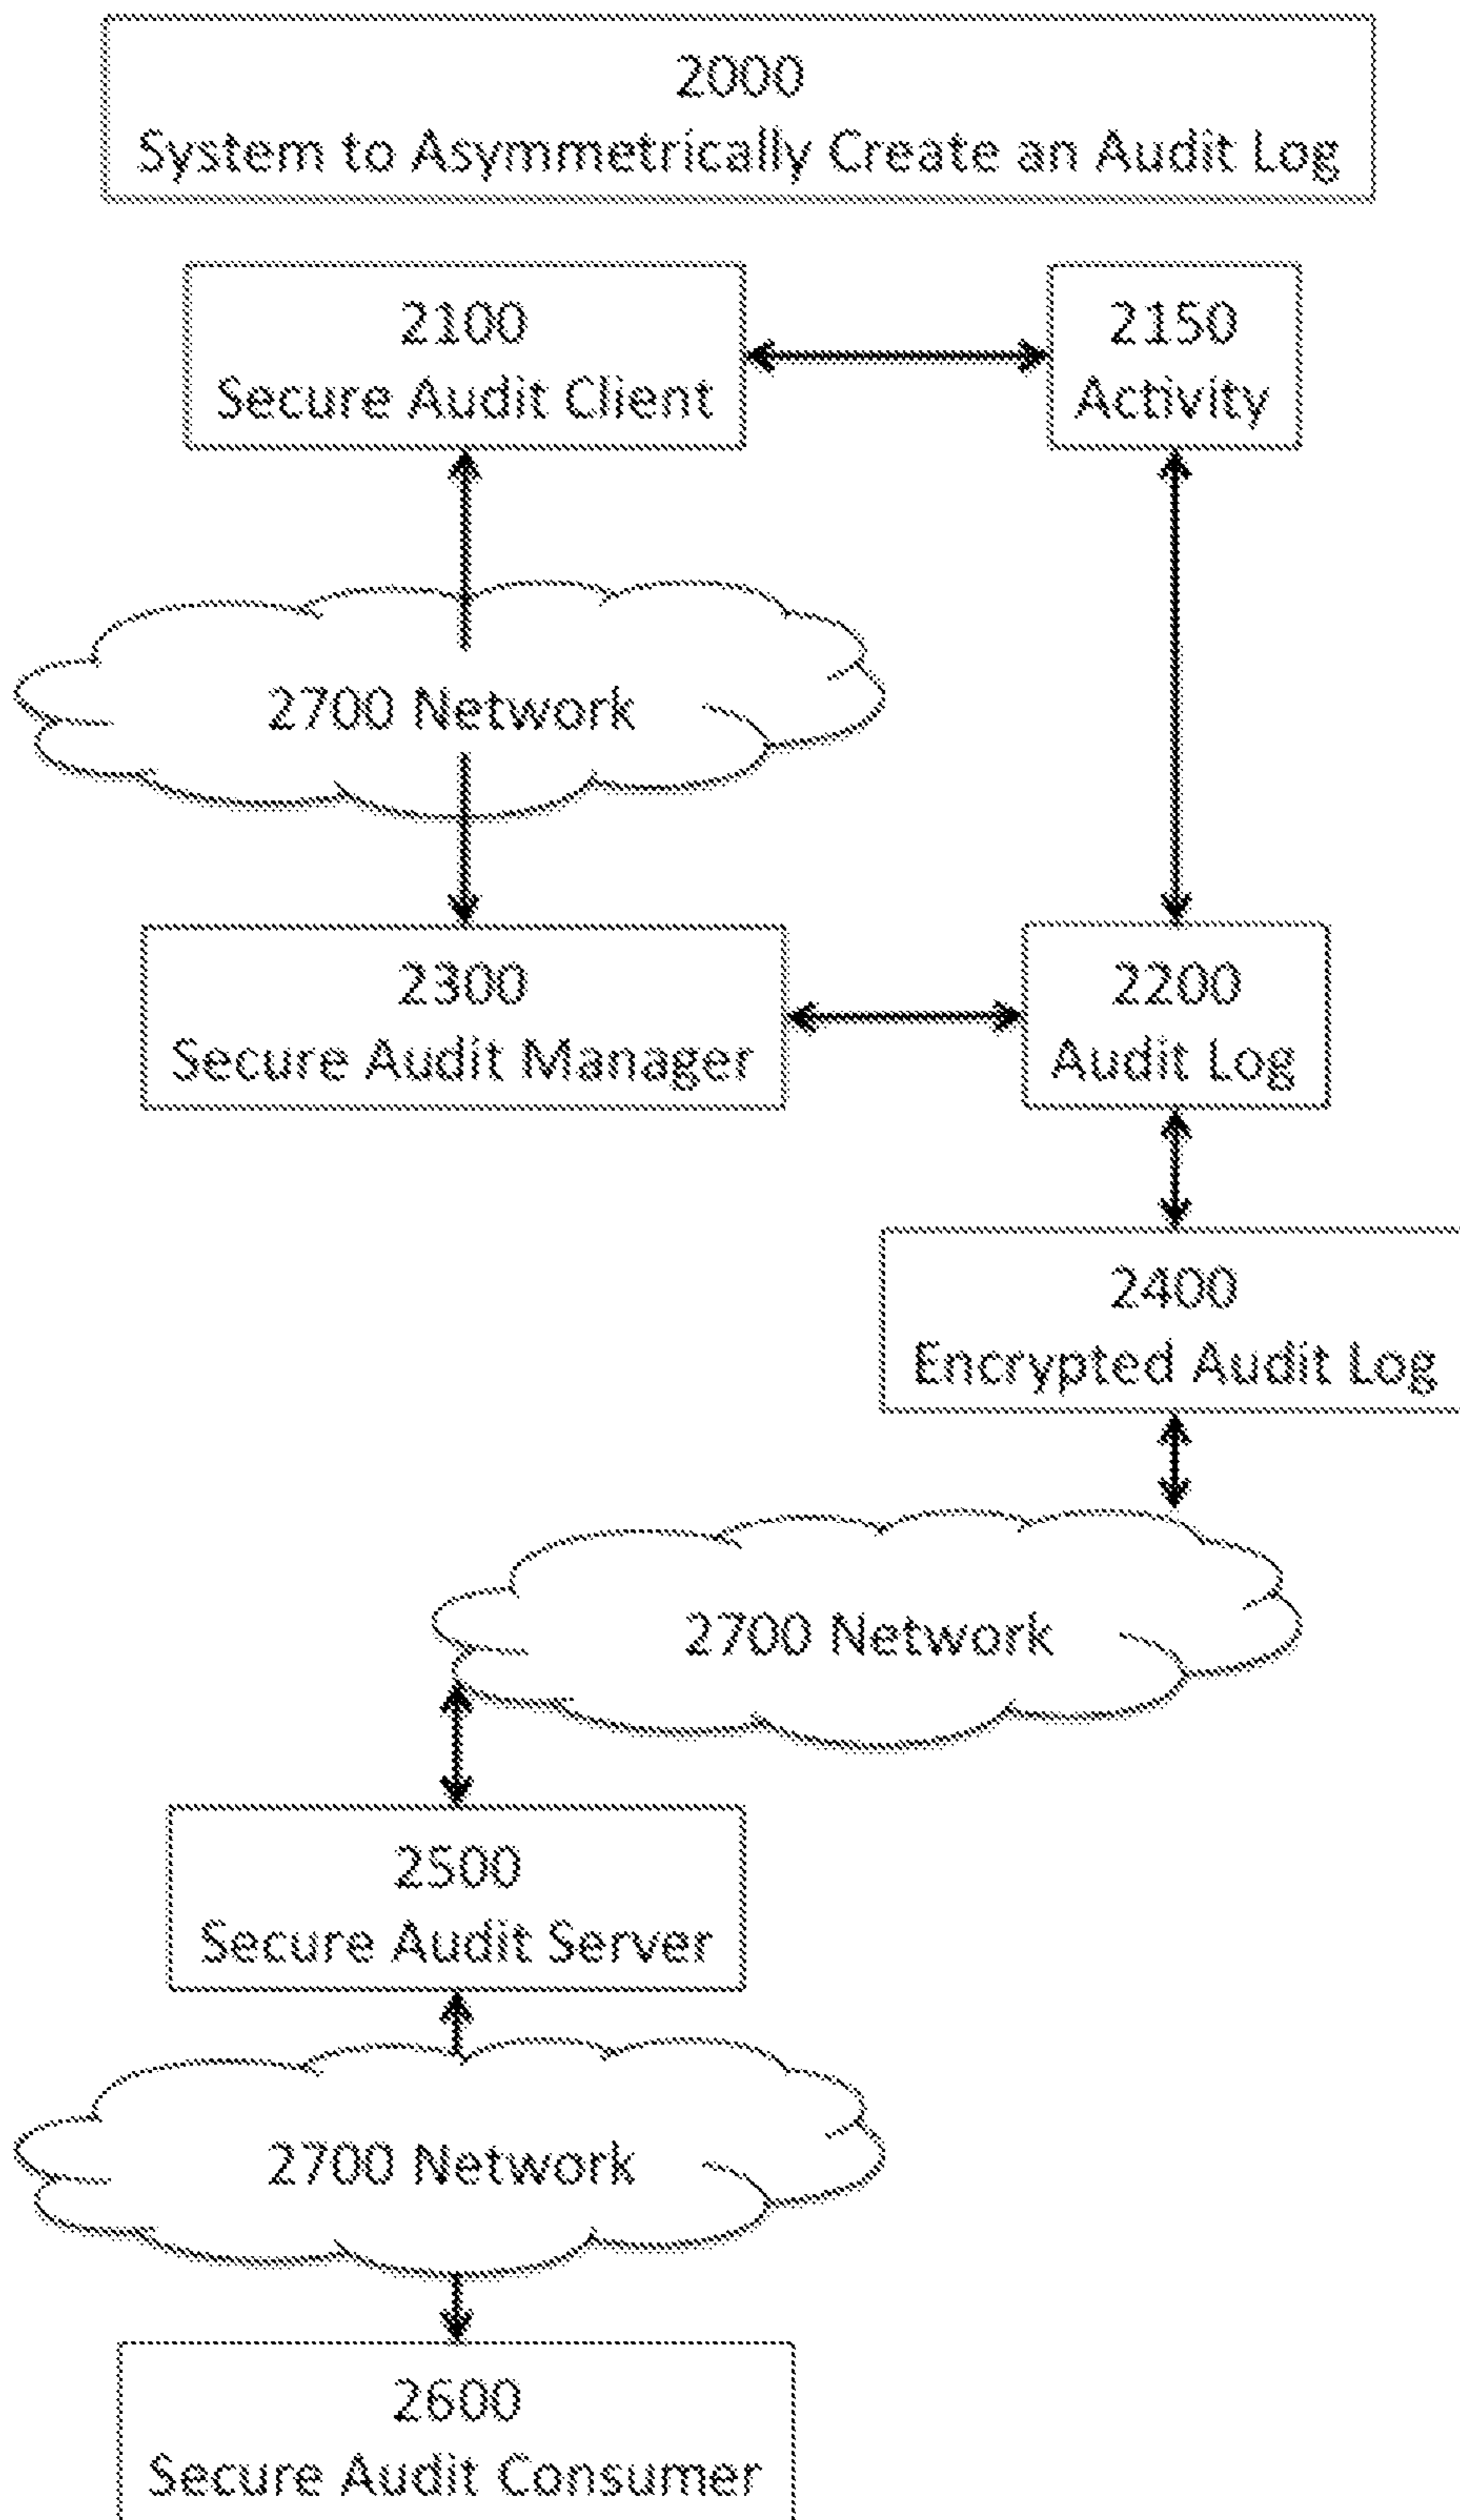 2000
System to Asymmetrically Create an Audit Log
2100
Secure Audit Client
2150
Activity
2700 Network
2300
Secure Audit Manager
2200
Audit Log
2400
Encrypted Audit Log
2700 Network
2500
Secure Audit Server
2700 Network
2600
Secure Audit Consumer